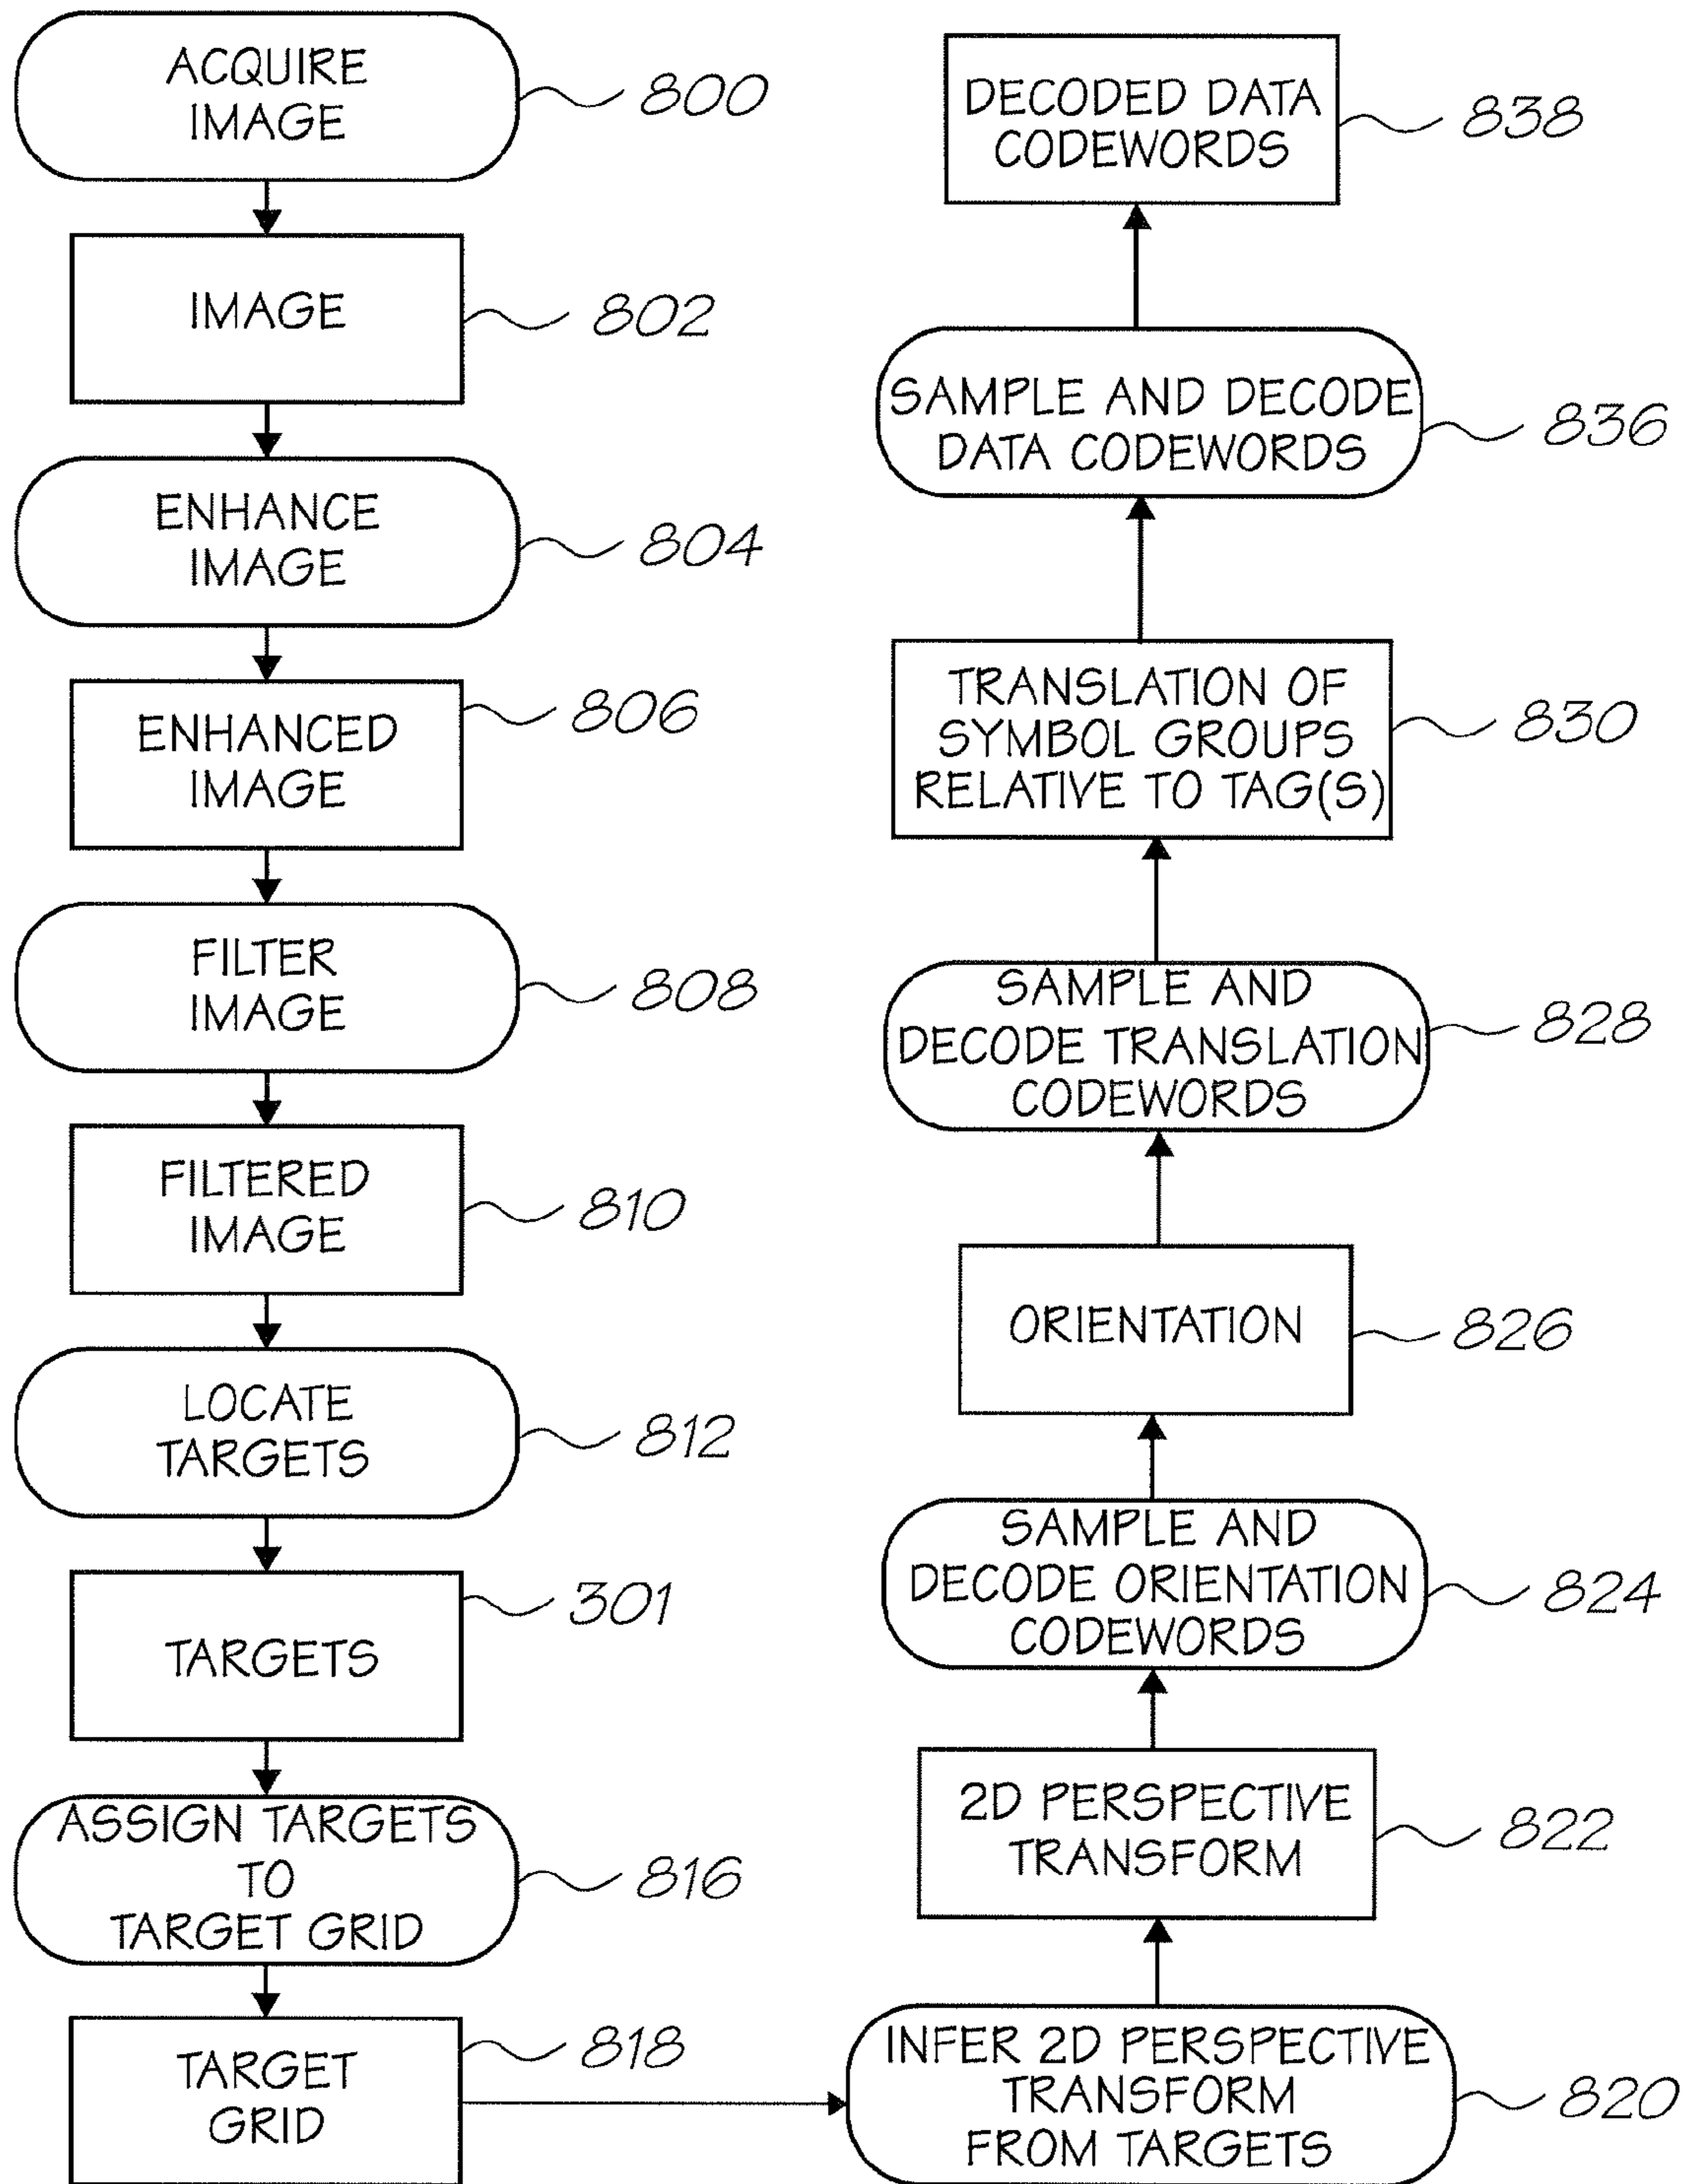 ACQUIRE
IMAGE
800
IMAGE
802
ENHANCE
IMAGE
804
ENHANCED
IMAGE
806
FILTER
IMAGE
808
FILTERED
IMAGE
810
LOCATE
TARGETS
812
TARGETS
301
ASSIGN TARGETS
TO
TARGET GRID
816
TARGET
GRID
818
INFER 2D PERSPECTIVE
TRANSFORM
FROM TARGETS
820
2D PERSPECTIVE
TRANSFORM
822
SAMPLE AND
DECODE ORIENTATION
CODEWORDS
824
ORIENTATION
826
SAMPLE AND
DECODE TRANSLATION
CODEWORDS
828
TRANSLATION OF
SYMBOL GROUPS
RELATIVE TO TAG(S)
830
SAMPLE AND DECODE
DATA CODEWORDS
836
DECODED DATA
CODEWORDS
838